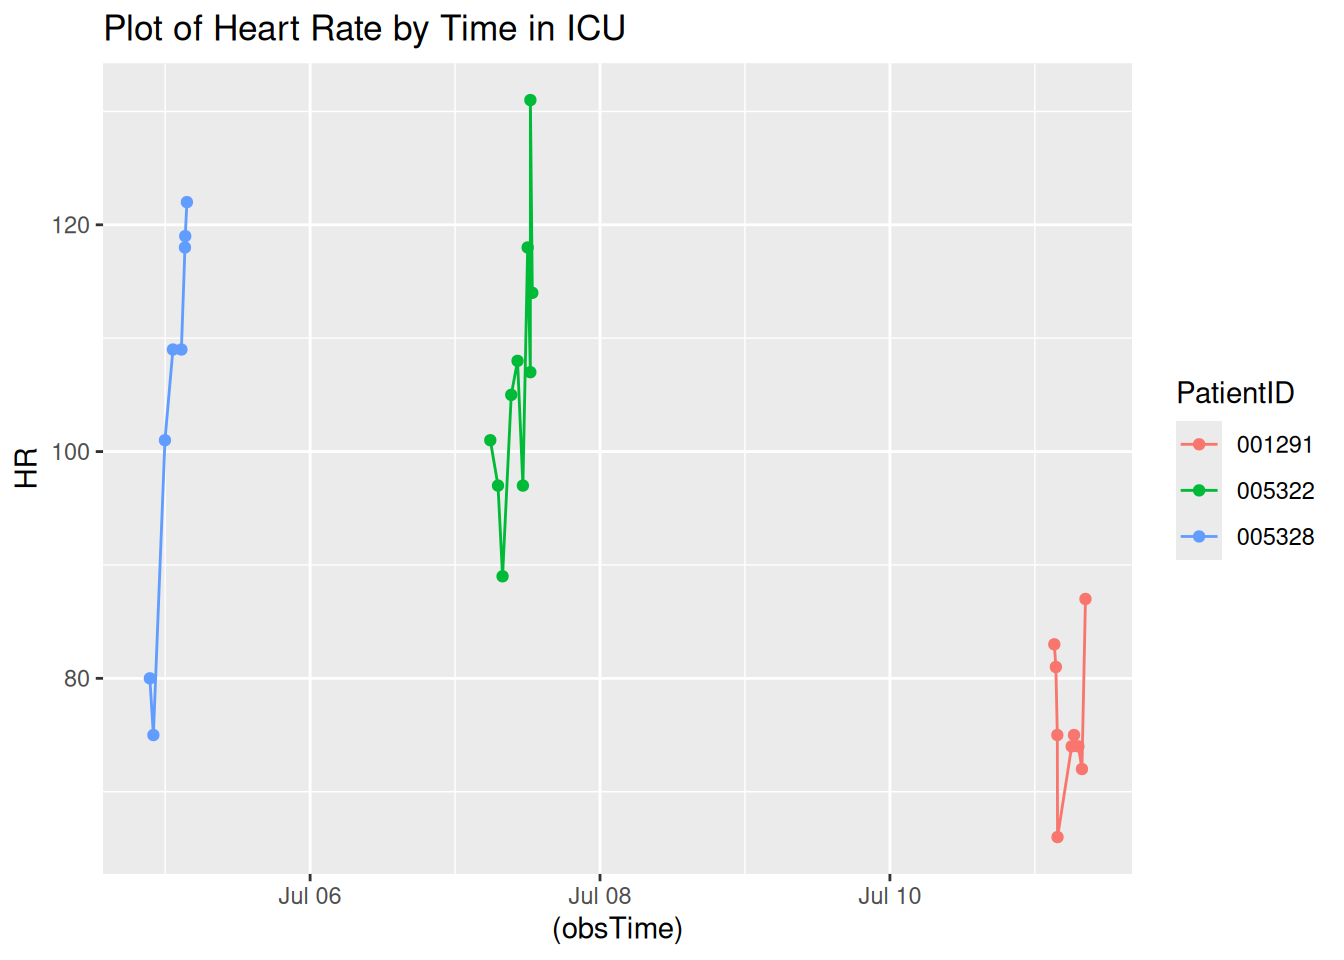 Plot of Heart Rate by Time in ICU
HR
120
100
80
Jul 06 Jul 08 Jul 10
(obsTime)
PatientID
001291
005322
005328